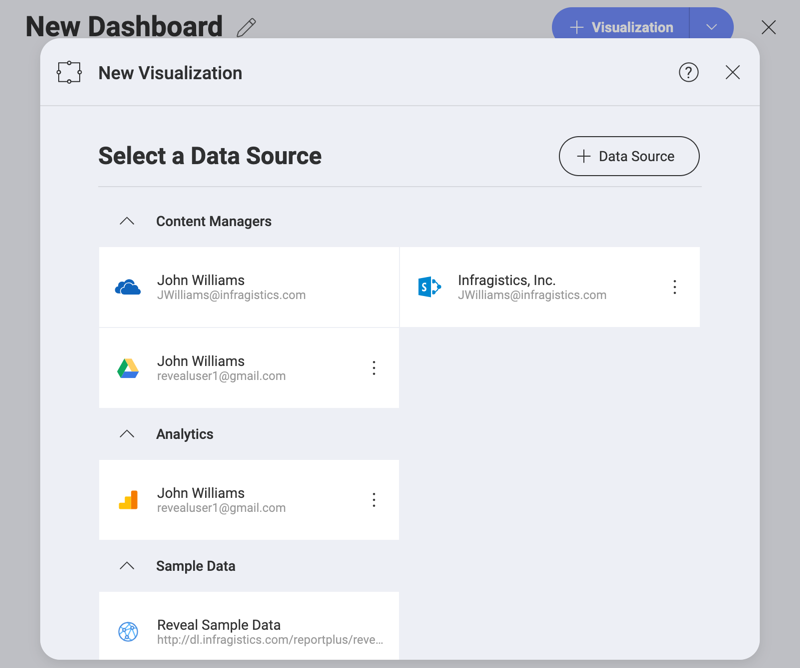 New Dashboard
Visualization
New Visualization
Select a Data Source
Data Source
Content Managers
John Williams
JWilliams@infragistics.com
Infragistics, Inc.
JWilliams@infragistics.com
John Williams
revealuser1@gmail.com
Analytics
John Williams
revealuser1@gmail.com
Sample Data
Reveal Sample Data
http://dl.infragistics.com/reportplus/reve...